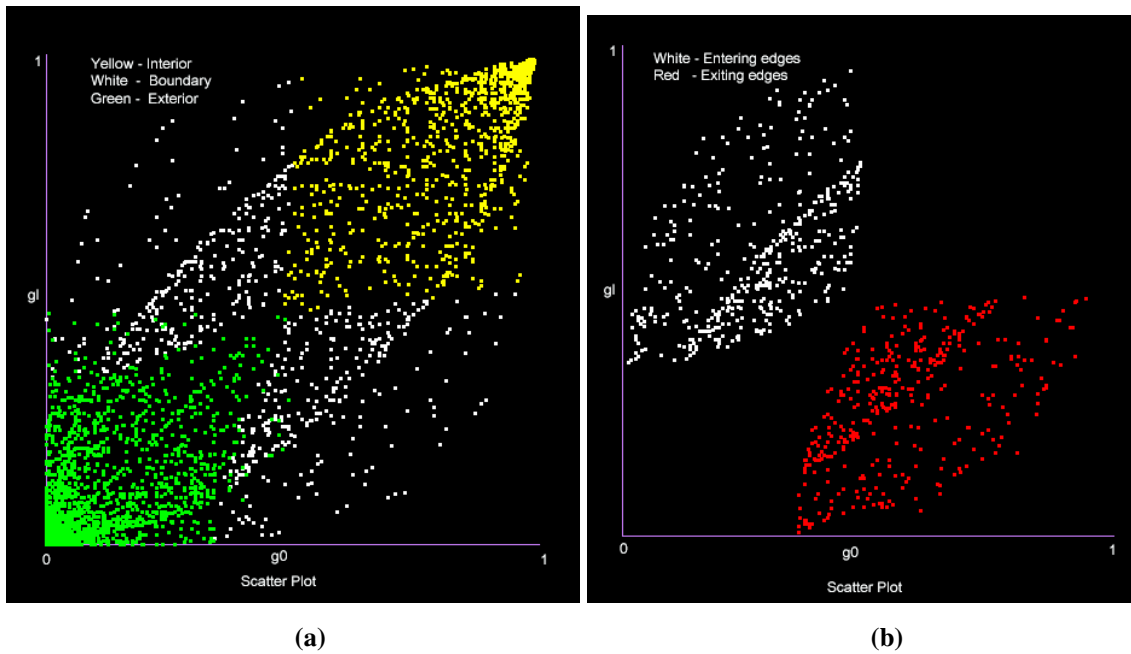 1
Yellow - Interior
White - Boundary
Green - Exterior
gl
0
g0
1
Scatter Plot
1
White - Entering edges
Red - Exiting edges
gl
0
g0
1
Scatter Plot
(a)
(b)